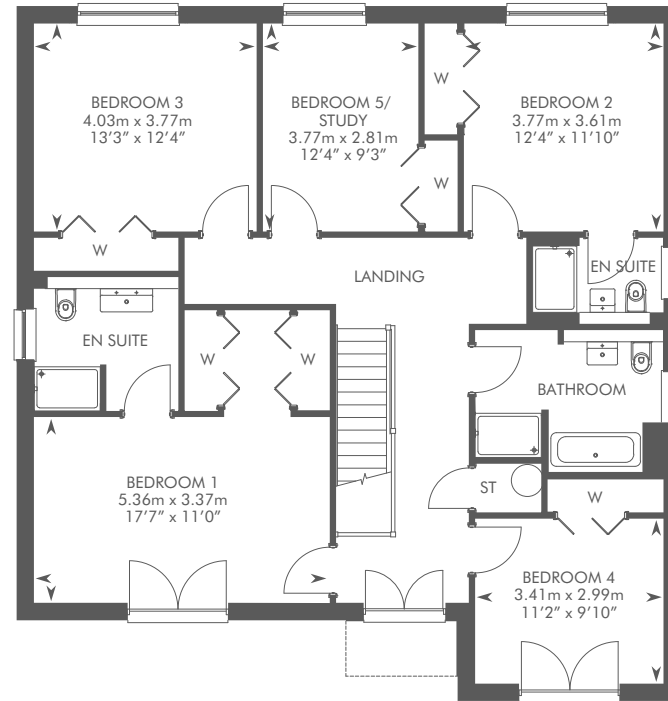 BEDROOM 3
4.03m x 3.77m
13’3” x 12’4”
BEDROOM 5/
STUDY
3.77m x 2.81m
12’4” x 9’3”
W
W
BEDROOM 2
3.77m x 3.61m
12’4” x 11’10”
W
LANDING
EN SUITE
EN SUITE
W
W
BATHROOM
BEDROOM 1
5.36m x 3.37m
17’7” x 11’0”
ST
W
BEDROOM 4
3.41m x 2.99m
11’2” x 9’10”